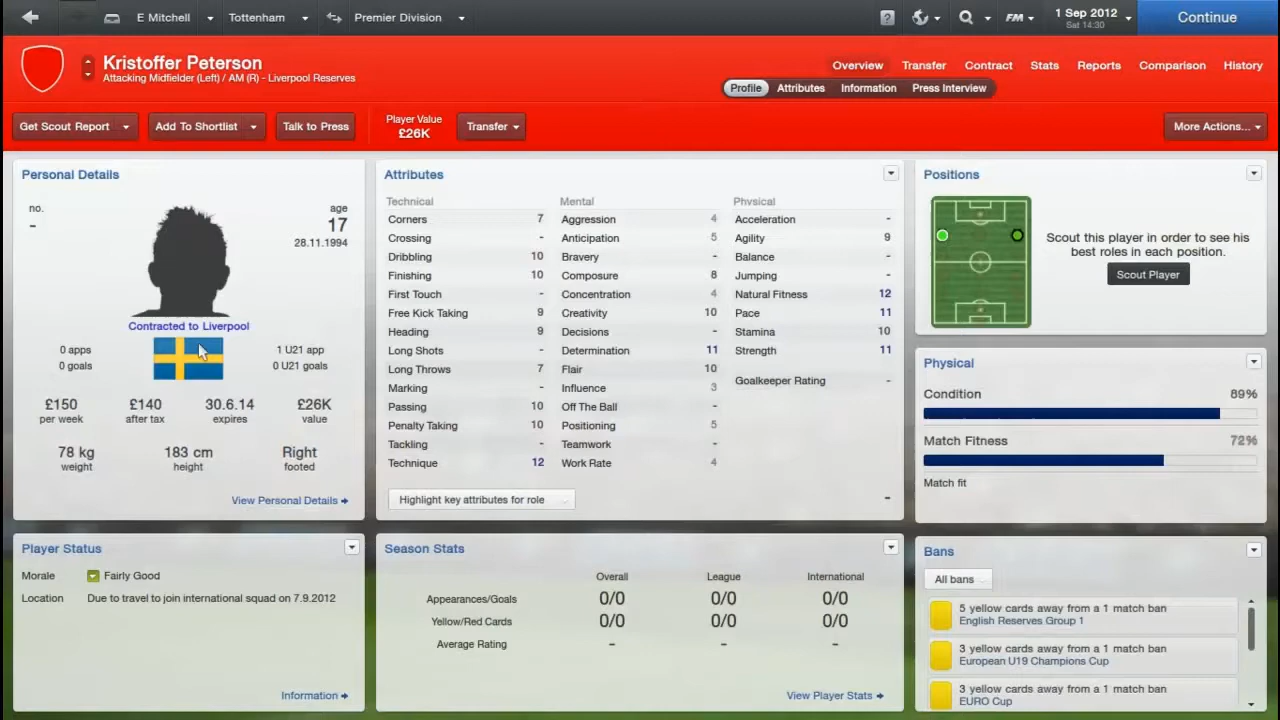 E Mitchell Tottenham Premier Division ? FM 1 Sep 2012 Sat 14:30 Continue
Kristoffer Peterson
Attacking Midfielder (Left) / AM (R) - Liverpool Reserves
Overview Transfer Contract Stats Reports Comparison History
Profile Attributes Information Press Interview
Get Scout Report Add To Shortlist Talk to Press Player Value £26K Transfer More Actions...
Personal Details
no.
-
age
17
28.11.1994
Contracted to Liverpool
0 apps
0 goals
1 U21 app
0 U21 goals
£150 per week
£140 after tax
30.6.14 expires
£26K value
78 kg weight
183 cm height
Right footed
View Personal Details
Attributes
Technical Mental Physical
Corners 7 Aggression 4 Acceleration -
Crossing - Anticipation 5 Agility 9
Dribbling 10 Bravery - Balance -
Finishing 10 Composure 8 Jumping -
First Touch - Concentration 4 Natural Fitness 12
Free Kick Taking 9 Creativity 10 Pace 11
Heading 9 Decisions - Stamina 10
Long Shots - Determination 11 Strength 11
Long Throws 7 Flair 10
Goalkeeper Rating -
Marking - Influence 3
Passing 10 Off The Ball -
Penalty Taking 10 Positioning 5
Tackling - Teamwork -
Technique 12 Work Rate 4
Highlight key attributes for role -
Positions
Scout this player in order to see his
best roles in each position.
Scout Player
Physical
Condition 89%
Match Fitness 72%
Match fit
Player Status
Morale Fairly Good
Location Due to travel to join international squad on 7.9.2012
Information
Season Stats
Overall League International
Appearances/Goals 0/0 0/0 0/0
Yellow/Red Cards 0/0 0/0 0/0
Average Rating - - -
View Player Stats
Bans
All bans
5 yellow cards away from a 1 match ban
English Reserves Group 1
3 yellow cards away from a 1 match ban
European U19 Champions Cup
3 yellow cards away from a 1 match ban
EURO Cup